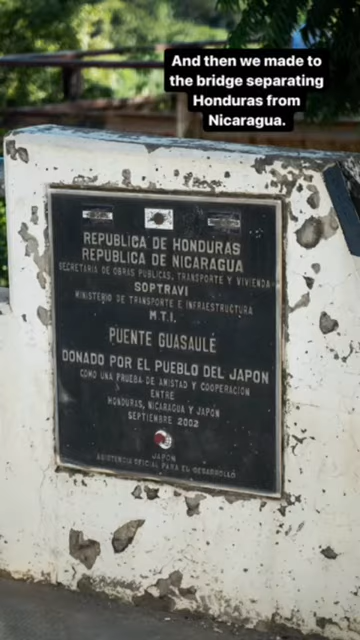 And then we made to
the bridge separating
Honduras from
Nicaragua.
REPUBLICA DE HONDURAS
REPUBLICA DE NICARAGUA
SECRETARIA DE OBRAS PUBLICAS, TRANSPORTE Y VIVIENDA
SOPTRAVI
MINISTERIO DE TRANSPORTE E INFRAESTRUCTURA
M.T.I.
PUENTE GUASAULE
DONADO POR EL PUEBLO DEL JAPON
COMO UNA PRUEBA DE AMISTAD Y COOPERACION
ENTRE
HONDURAS, NICARAGUA Y JAPON
SEPTIEMBRE 2002
JAPON
ASISTENCIA OFICIAL PARA EL DESARROLLO